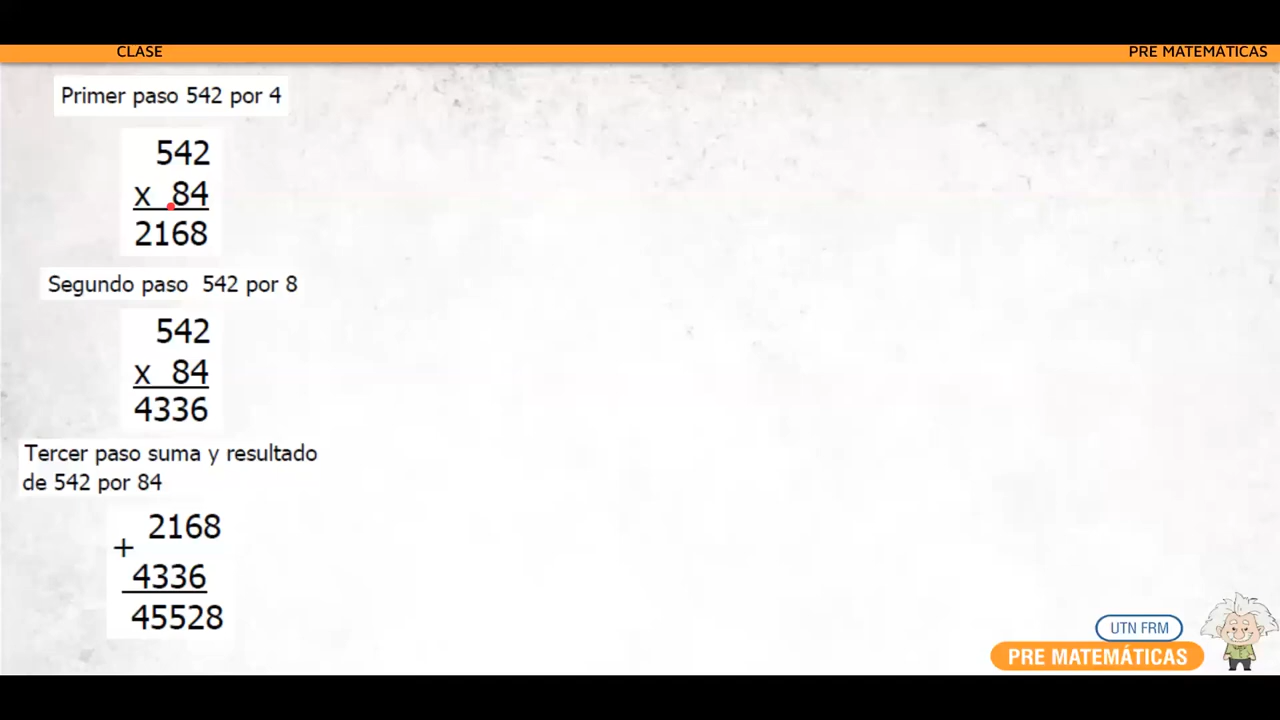 CLASE
PRE MATEMÁTICAS
Primer paso 542 por 4
542
x 84
2168
Segundo paso 542 por 8
542
x 84
4336
Tercer paso suma y resultado
de 542 por 84
2168
+
4336
45528
UTN FRM
PRE MATEMÁTICAS